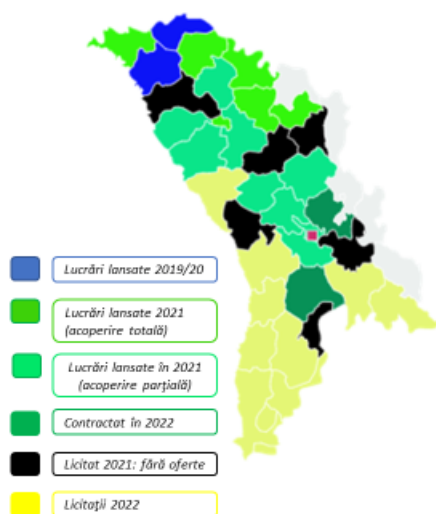 Lucrări lansate 2019/20
Lucrări lansate 2021
(acoperire totală)
Lucrări lansate în 2021
(acoperire parțială)
Contractat în 2022
Licitat 2021: fără oferte
Licitații 2022